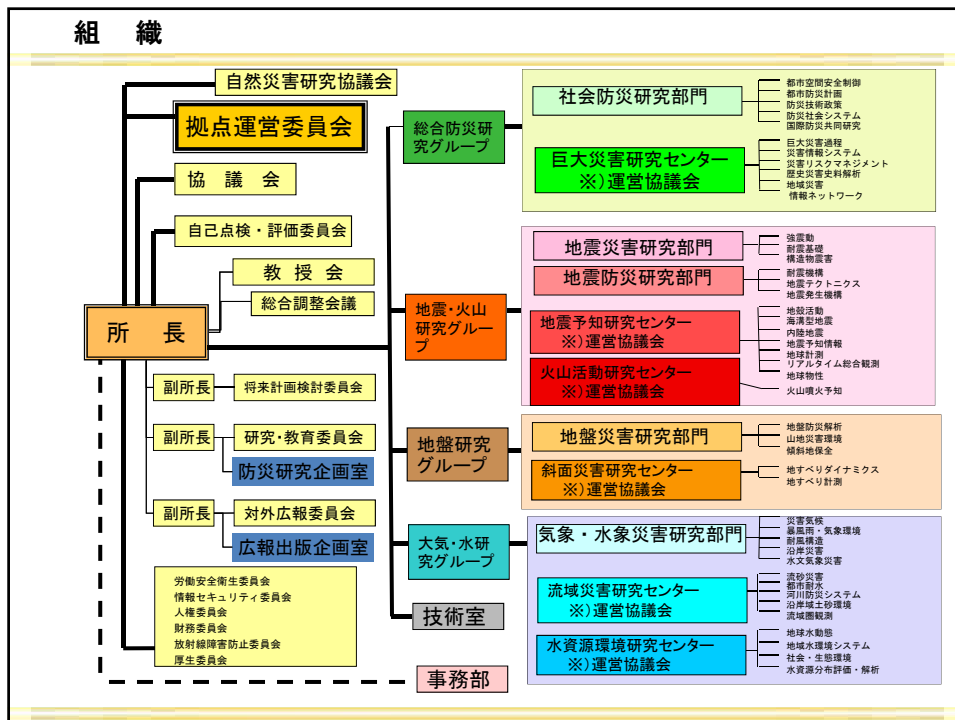 組 織
自然災害研究協議会
拠点運営委員会
協 議 会
自己点検・評価委員会
教 授 会
総合調整会議
所 長
副所長
将来計画検討委員会
副所長
研究・教育委員会
防災研究企画室
副所長
対外広報委員会
広報出版企画室
労働安全衛生委員会
情報セキュリティ委員会
人権委員会
財務委員会
放射線障害防止委員会
厚生委員会
総合防災研
究グループ
社会防災研究部門
都市空間安全制御
都市防災計画
防災技術政策
防災社会システム
国際防災共同研究
巨大災害研究センター
※)運営協議会
巨大災害過程
災害情報システム
災害リスクマネジメント
歴史災害史料解析
地域災害
情報ネットワーク
地震・火山
研究グルー
プ
地震災害研究部門
強震動
耐震基礎
構造物震害
地震防災研究部門
耐震機構
地震テクトニクス
地震発生機構
地震予知研究センター
※)運営協議会
地殻活動
海溝型地震
内陸地震
地震予知情報
地球計測
リアルタイム総合観測
地球物性
火山活動研究センター
※)運営協議会
火山噴火予知
地盤研究
グループ
地盤災害研究部門
地盤防災解析
山地災害環境
傾斜地保全
斜面災害研究センター
※)運営協議会
地すべりダイナミクス
地すべり計測
大気・水研
究グループ
気象・水象災害研究部門
災害気候
暴風雨・気象環境
耐風構造
沿岸災害
水文気象災害
流域災害研究センター
※)運営協議会
流砂災害
都市耐水
河川防災システム
沿岸域土砂環境
流域圏観測
水資源環境研究センター
※)運営協議会
地球水動態
地域水環境システム
社会・生態環境
水資源分布評価・解析
技術室
事務部